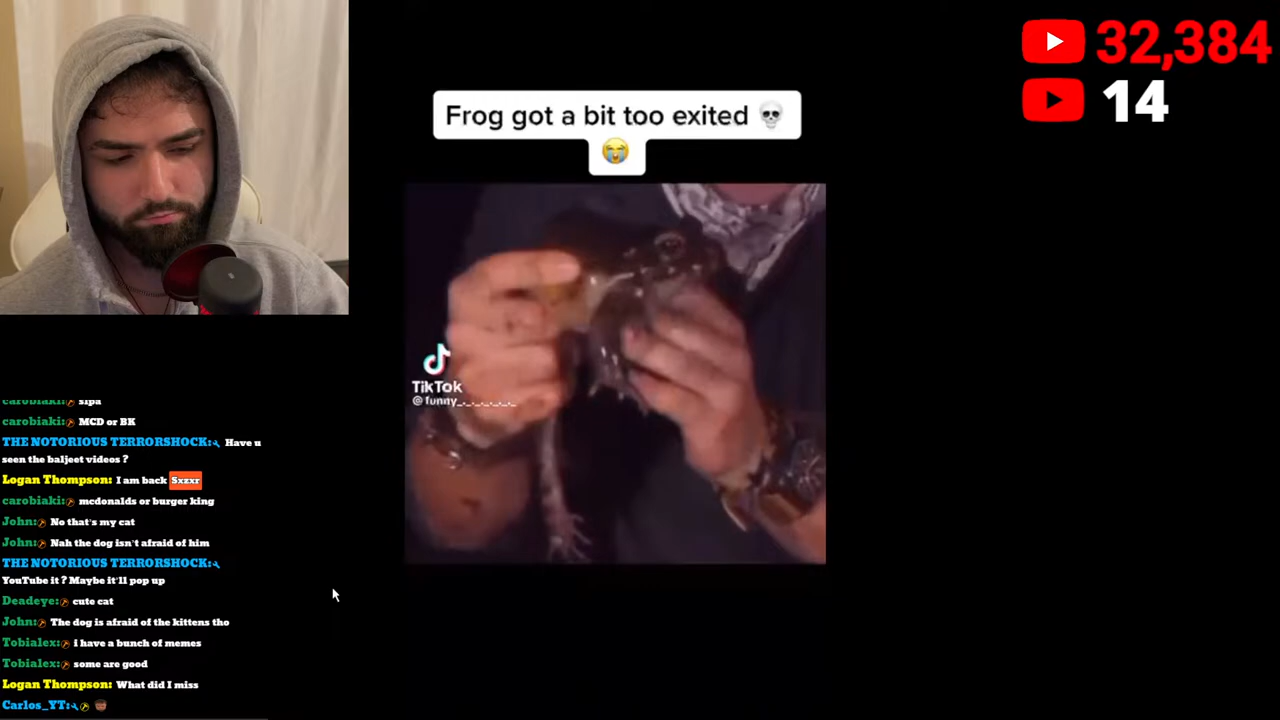 32,384
14
Frog got a bit too exited 💀
😭
TikTok
@funny_-_-_-_-_-_
carobiaki: sipa
carobiaki: MCD or BK
THE NOTORIOUS TERRORSHOCK: Have u
seen the baljeet videos ?
Logan Thompson: I am back Sxzxr
carobiaki: mcdonalds or burger king
John: No that's my cat
John: Nah the dog isn't afraid of him
THE NOTORIOUS TERRORSHOCK:
YouTube it ? Maybe it'll pop up
Deadeye: cute cat
John: The dog is afraid of the kittens tho
Tobialex: i have a bunch of memes
Tobialex: some are good
Logan Thompson: What did I miss
Carlos_YT: